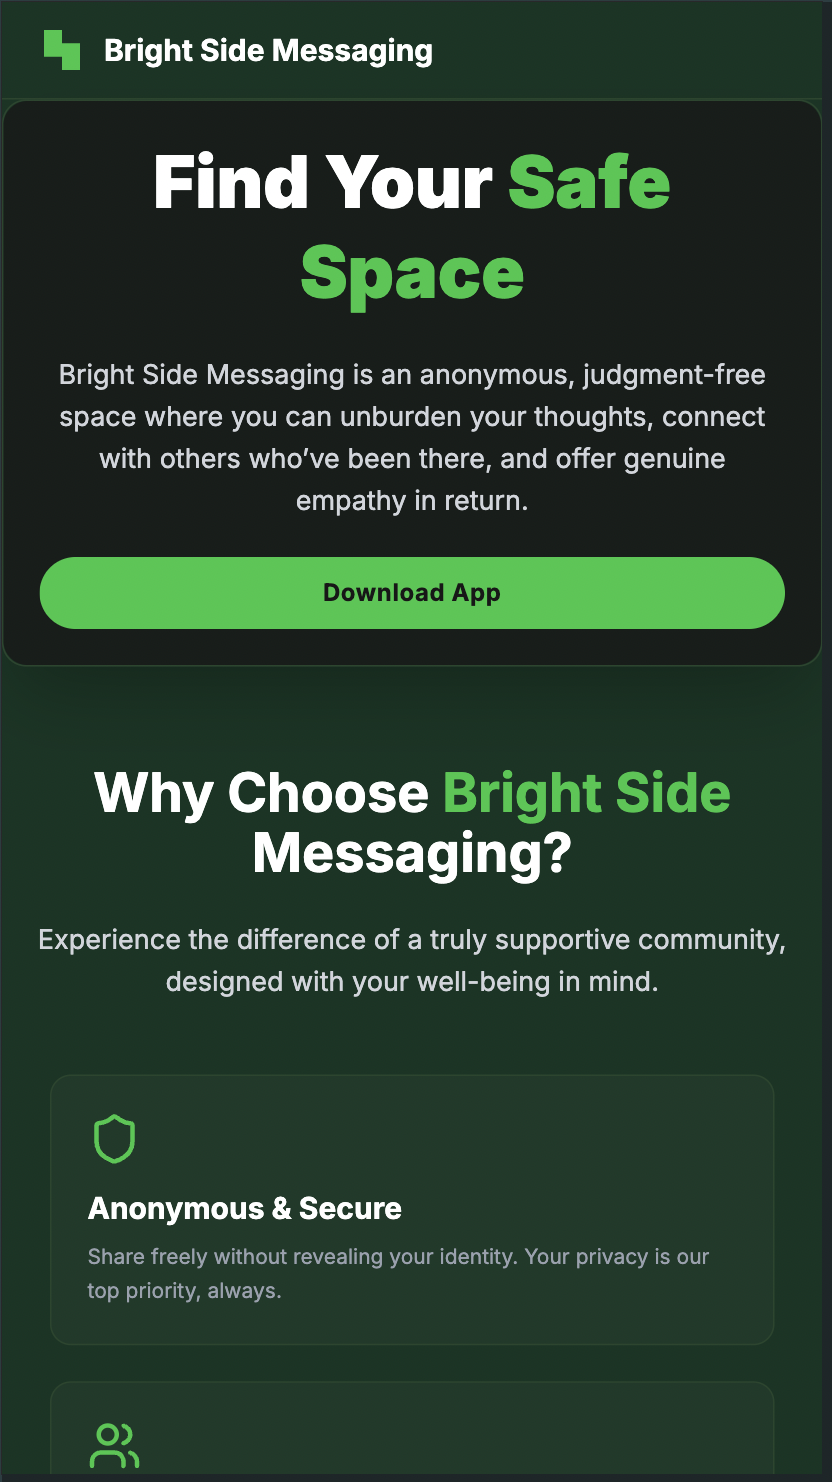 Bright Side Messaging
Find Your Safe
Space
Bright Side Messaging is an anonymous, judgment-free
space where you can unburden your thoughts, connect
with others who’ve been there, and offer genuine
empathy in return.
Download App
Why Choose Bright Side
Messaging?
Experience the difference of a truly supportive community,
designed with your well-being in mind.
Anonymous & Secure
Share freely without revealing your identity. Your privacy is our
top priority, always.